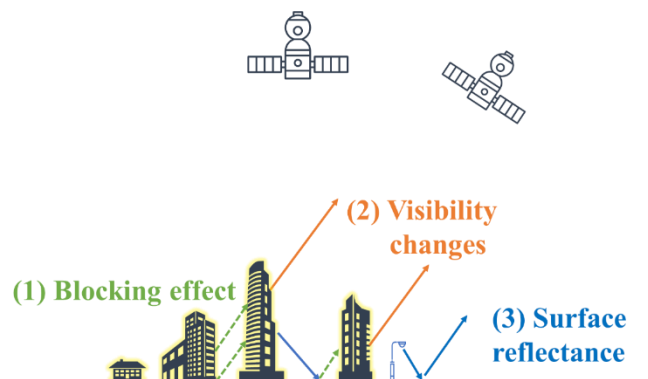 (2) Visibility
changes
(1) Blocking effect
(3) Surface
reflectance